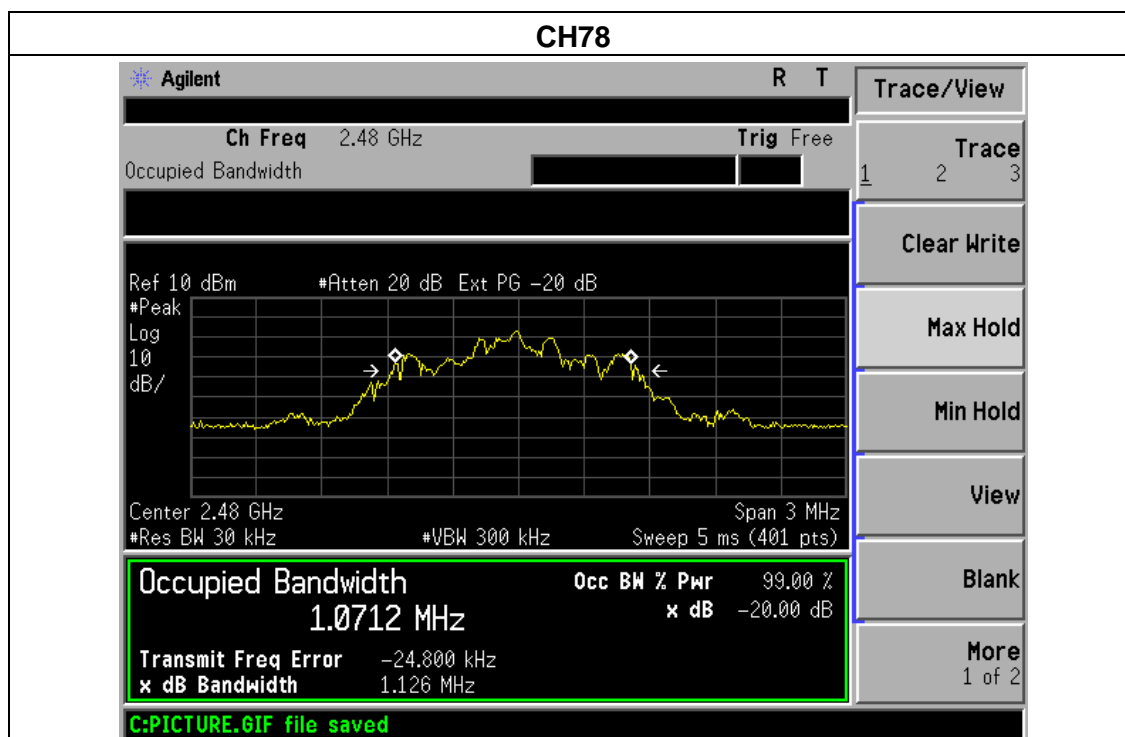 CH78
Agilent R T
Trace/View
Ch Freq 2.48 GHz Trig Free
Occupied Bandwidth
Trace
1 2 3
Clear Write
Max Hold
Min Hold
View
Blank
More
1 of 2
Ref 10 dBm #Atten 20 dB Ext PG -20 dB
#Peak
Log
10
dB/
Center 2.48 GHz Span 3 MHz
#Res BW 30 kHz #VBW 300 kHz Sweep 5 ms (401 pts)
Occupied Bandwidth Occ BW % Pwr 99.00 %
1.0712 MHz x dB -20.00 dB
Transmit Freq Error -24.800 kHz
x dB Bandwidth 1.126 MHz
C:PICTURE.GIF file saved